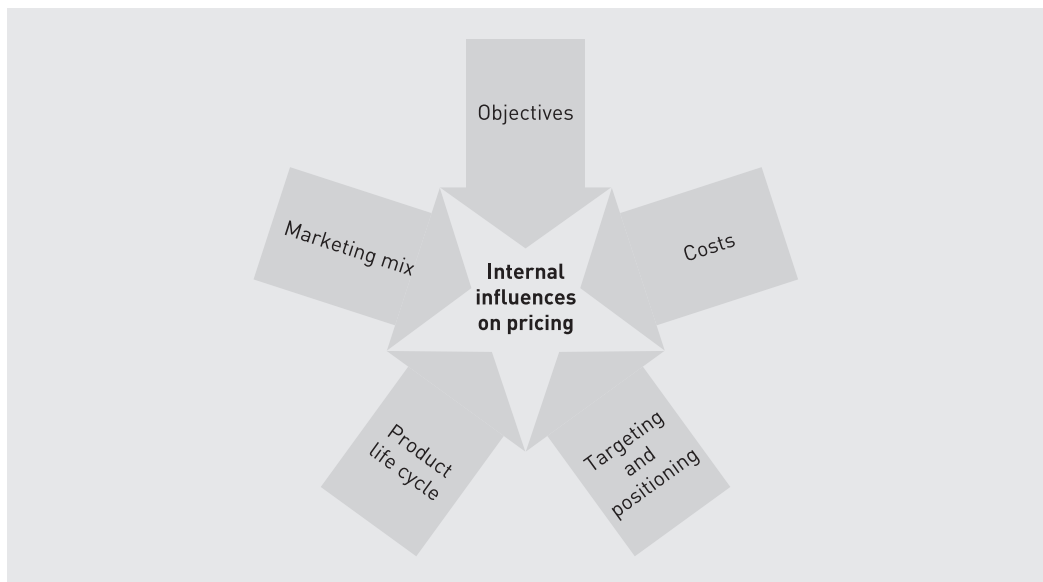 Objectives
Marketing mix
Costs
Internal
influences
on pricing
Product
life cycle
Targeting
and
positioning